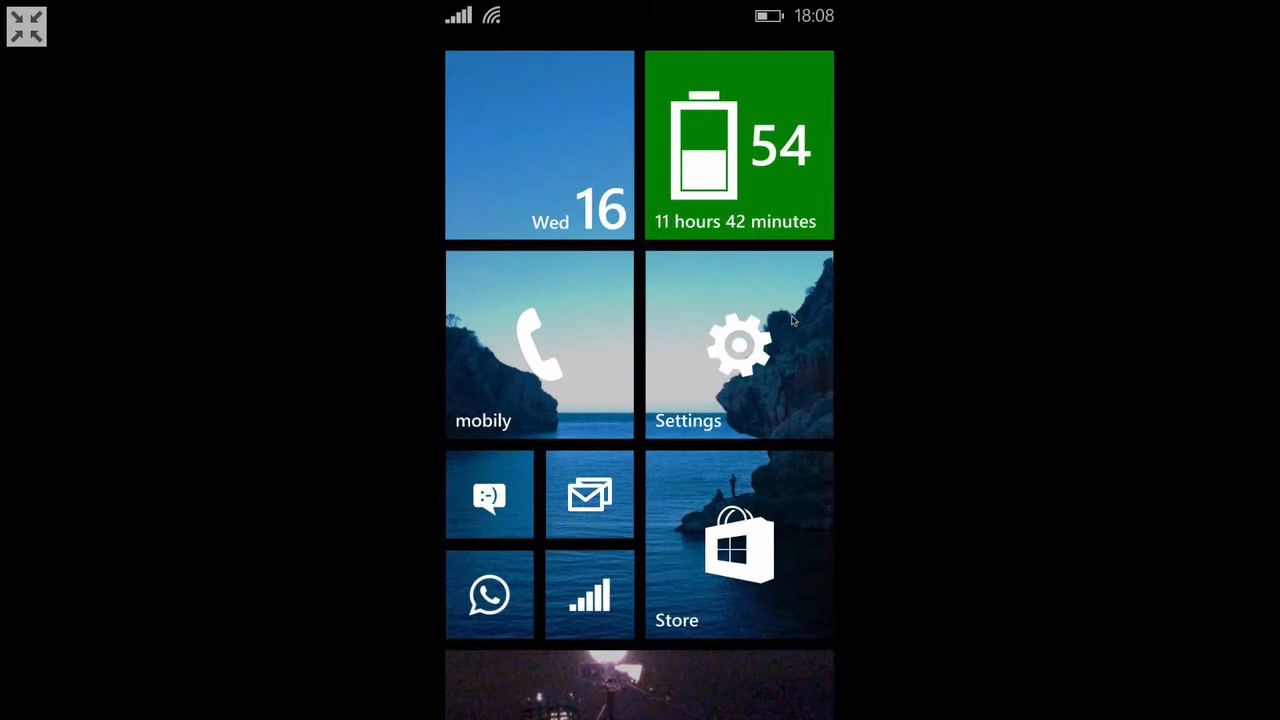 18:08
Wed 16
54
11 hours 42 minutes
mobily
Settings
:-)
Store